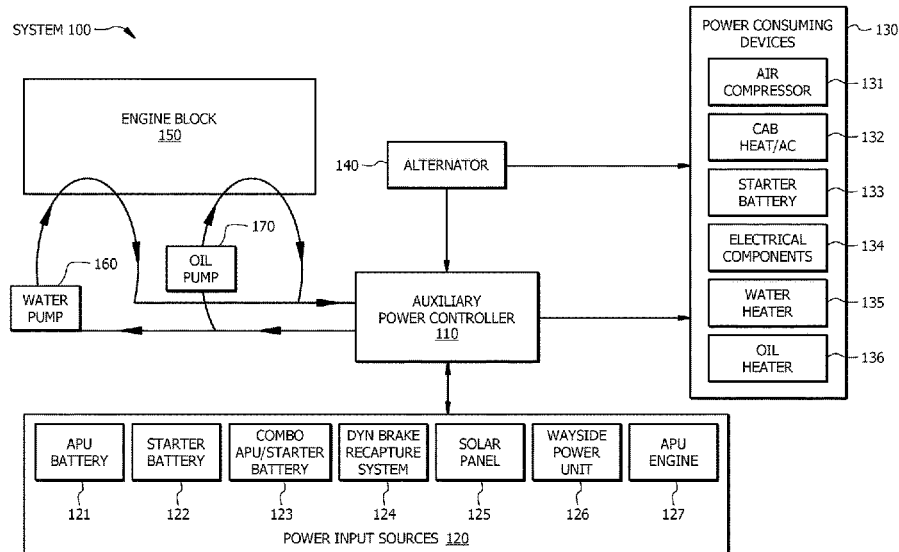 SYSTEM 100
ENGINE BLOCK
150
160
WATER
PUMP
170
OIL
PUMP
140
ALTERNATOR
AUXILIARY
POWER CONTROLLER
110
POWER CONSUMING
DEVICES
130
AIR
COMPRESSOR
131
CAB
HEAT/AC
132
STARTER
BATTERY
133
ELECTRICAL
COMPONENTS
134
WATER
HEATER
135
OIL
HEATER
136
APU
BATTERY
121
STARTER
BATTERY
122
COMBO
APU/STARTER
BATTERY
123
DYN BRAKE
RECAPTURE
SYSTEM
124
SOLAR
PANEL
125
WAYSIDE
POWER
UNIT
126
APU
ENGINE
127
POWER INPUT SOURCES 120